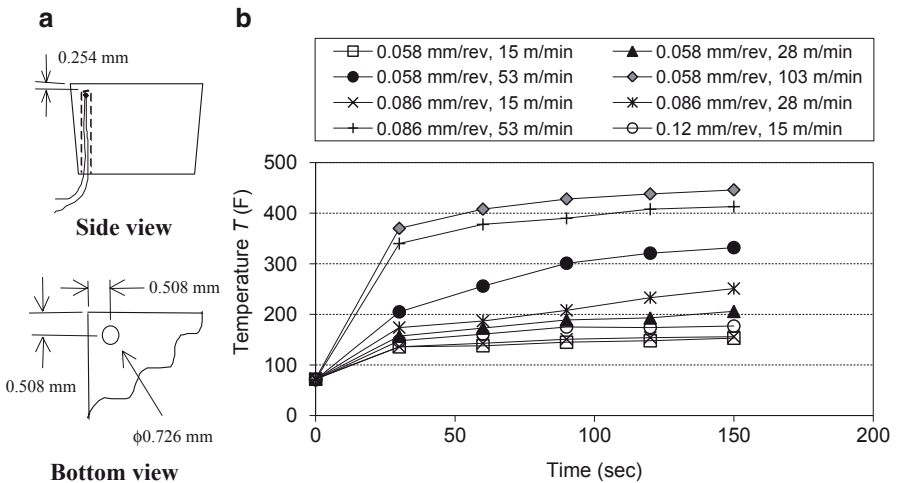 a
0.254 mm
Side view
0.508 mm
0.508 mm
ϕ0.726 mm
Bottom view
b
0.058 mm/rev, 15 m/min
0.058 mm/rev, 28 m/min
0.058 mm/rev, 53 m/min
0.058 mm/rev, 103 m/min
0.086 mm/rev, 15 m/min
0.086 mm/rev, 28 m/min
0.086 mm/rev, 53 m/min
0.12 mm/rev, 15 m/min
Temperature T (F)
500
400
300
200
100
0
0
50
100
150
200
Time (sec)